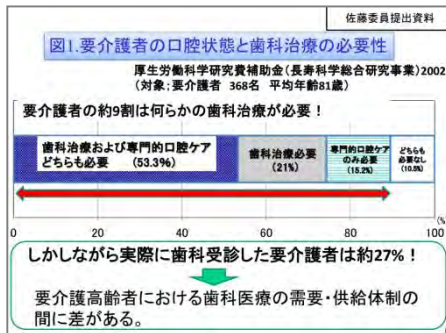 佐藤委員提出資料
図1.要介護者の口腔状態と歯科治療の必要性
厚生労働科学研究費補助金(長寿科学総合研究事業)2002
(対象:要介護者 368名 平均年齢81歳)
要介護者の約9割は何らかの歯科治療が必要!
歯科治療および専門的口腔ケア
どちらも必要 (53.3%)
歯科治療必要
(21%)
専門的口腔ケア
のみ必要
(15.2%)
どちらも
必要なし
(10.5%)
0 20 40 60 80 100
(%
しかしながら実際に歯科受診した要介護者は約27%!
要介護高齢者における歯科医療の需要・供給体制の
間に差がある。